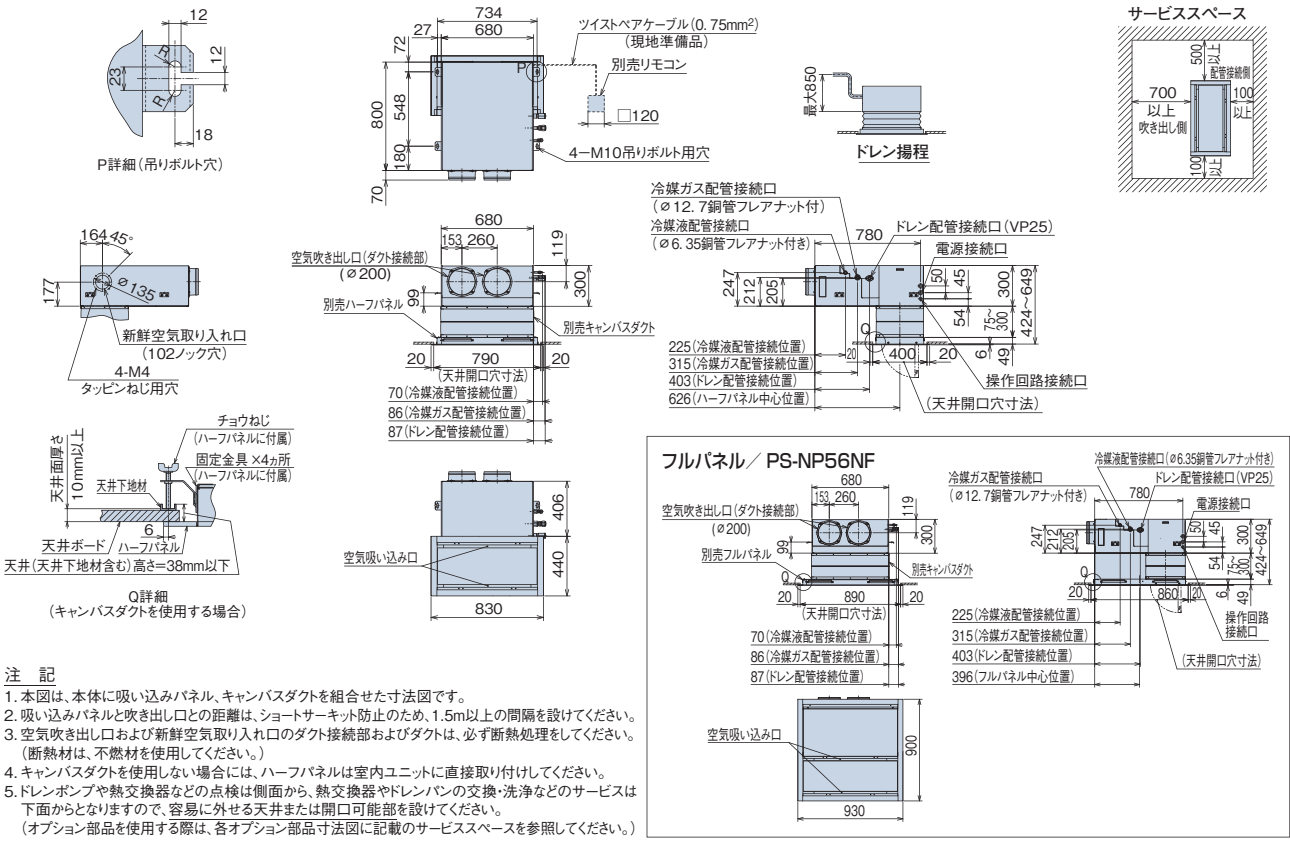 12
12
R
23
R
18
P詳細(吊りボルト穴)
734
27
680
72
ツイストペアケーブル(0.75mm²)
(現地準備品)
P
別売リモコン
800
548
□120
180
4ーM10吊りボルト用穴
70
最大850
ドレン揚程
サービススペース
500以上
配管接続側
700
以上
吹き出し側
100
以上
100以上
164
45°
177
ø135
新鮮空気取り入れ口
(102ノック穴)
4-M4
タッピンねじ用穴
680
153
260
119
空気吹き出し口(ダクト接続部)
(ø200)
300
99
別売ハーフパネル
別売キャンバスダクト
20
790
20
(天井開口穴寸法)
70(冷媒液配管接続位置)
86(冷媒ガス配管接続位置)
87(ドレン配管接続位置)
冷媒ガス配管接続口
(ø12.7銅管フレアナット付)
冷媒液配管接続口
(ø6.35銅管フレアナット付き)
ドレン配管接続口(VP25)
780
電源接続口
247
212
205
50
45
300
54
75~300
424~649
Q
20
400
20
6
49
225(冷媒液配管接続位置)
315(冷媒ガス配管接続位置)
403(ドレン配管接続位置)
626(ハーフパネル中心位置)
操作回路接続口
(天井開口穴寸法)
チョウねじ
(ハーフパネルに付属)
天井面厚さ
10mm以上
固定金具×4ヵ所
(ハーフパネルに付属)
天井下地材
6
天井ボード
ハーフパネル
天井(天井下地材含む)高さ=38mm以下
Q詳細
(キャンバスダクトを使用する場合)
406
空気吸い込み口
440
830
フルパネル/PS-NP56NF
680
153
260
119
空気吹き出し口(ダクト接続部)
(ø200)
300
99
別売フルパネル
別売キャンバスダクト
Q
20
890
20
(天井開口穴寸法)
70(冷媒液配管接続位置)
86(冷媒ガス配管接続位置)
87(ドレン配管接続位置)
冷媒液配管接続口(ø6.35銅管フレアナット付き)
冷媒ガス配管接続口
(ø12.7銅管フレアナット付き)
ドレン配管接続口(VP25)
780
電源接続口
247
212
205
50
45
300
54
75~300
424~649
Q
20
860
20
6
49
225(冷媒液配管接続位置)
315(冷媒ガス配管接続位置)
403(ドレン配管接続位置)
396(フルパネル中心位置)
操作回路
接続口
(天井開口穴寸法)
空気吸い込み口
900
930
注 記
1.本図は、本体に吸い込みパネル、キャンバスダクトを組合せた寸法図です。
2.吸い込みパネルと吹き出し口との距離は、ショートサーキット防止のため、1.5m以上の間隔を設けてください。
3.空気吹き出し口および新鮮空気取り入れ口のダクト接続部およびダクトは、必ず断熱処理をしてください。
(断熱材は、不燃材を使用してください。)
4.キャンバスダクトを使用しない場合には、ハーフパネルは室内ユニットに直接取り付けしてください。
5.ドレンポンプや熱交換器などの点検は側面から、熱交換器やドレンパンの交換・洗浄などのサービスは
下面からとなりますので、容易に外せる天井または開口可能部を設けてください。
(オプション部品を使用する際は、各オプション部品寸法図に記載のサービススペースを参照してください。)